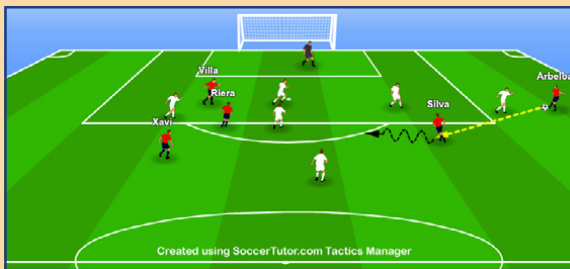 Villa
Arbeloa
Riera
Silva
Xavi
Created using SoccerTutor.com Tactics Manager